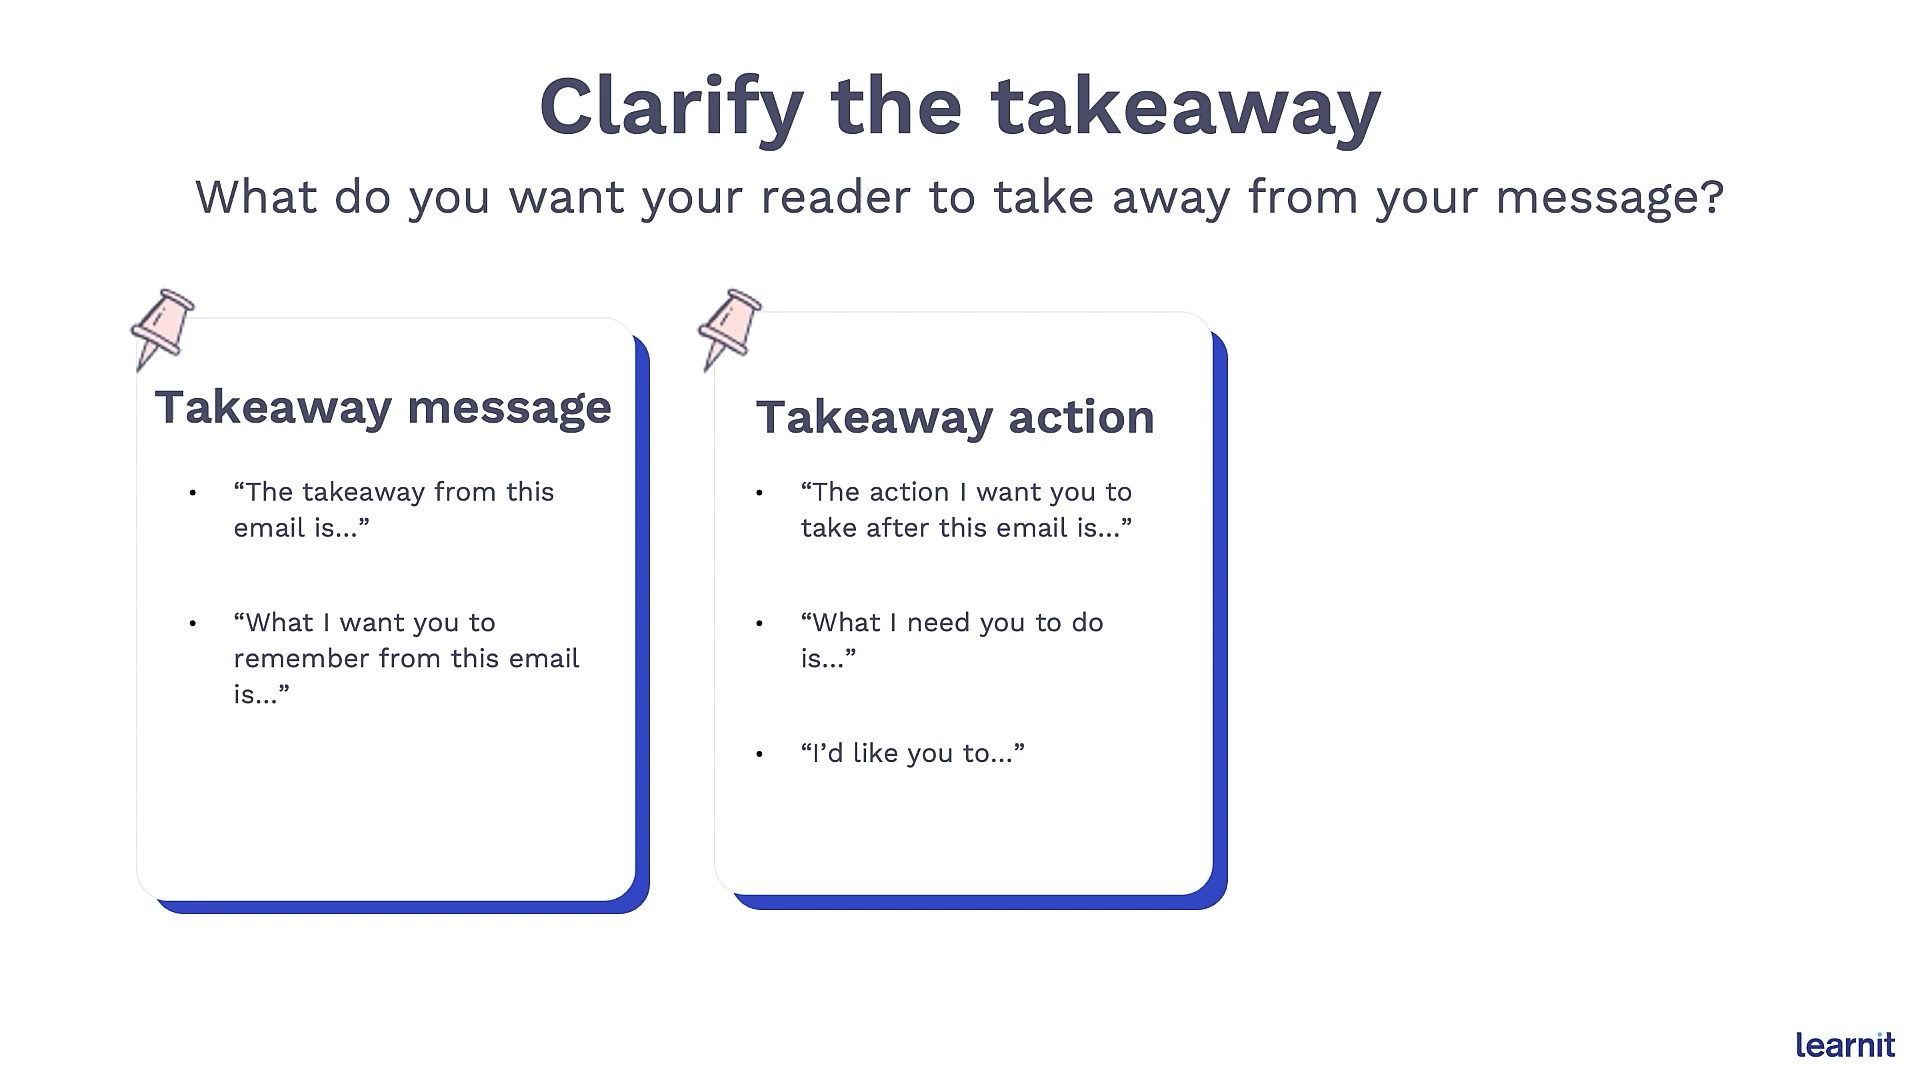 Clarify the takeaway
What do you want your reader to take away from your message?
Takeaway message
• “The takeaway from this
email is...”
• “What I want you to
remember from this email
is...”
Takeaway action
• “The action I want you to
take after this email is...”
• “What I need you to do
is...”
• “I’d like you to...”
learnit